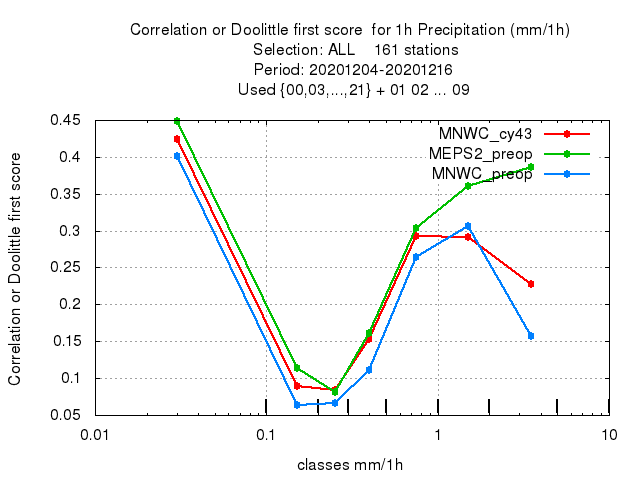 Correlation or Doolittle first score  for 1h Precipitation (mm/1h)
Selection: ALL    161 stations
Period: 20201204-20201216
Used {00,03,...,21} + 01 02 ... 09
MNWC_cy43
MEPS2_preop
MNWC_preop
Correlation or Doolittle first score
0.45
0.4
0.35
0.3
0.25
0.2
0.15
0.1
0.05
0.01 0.1 1 10
classes mm/1h